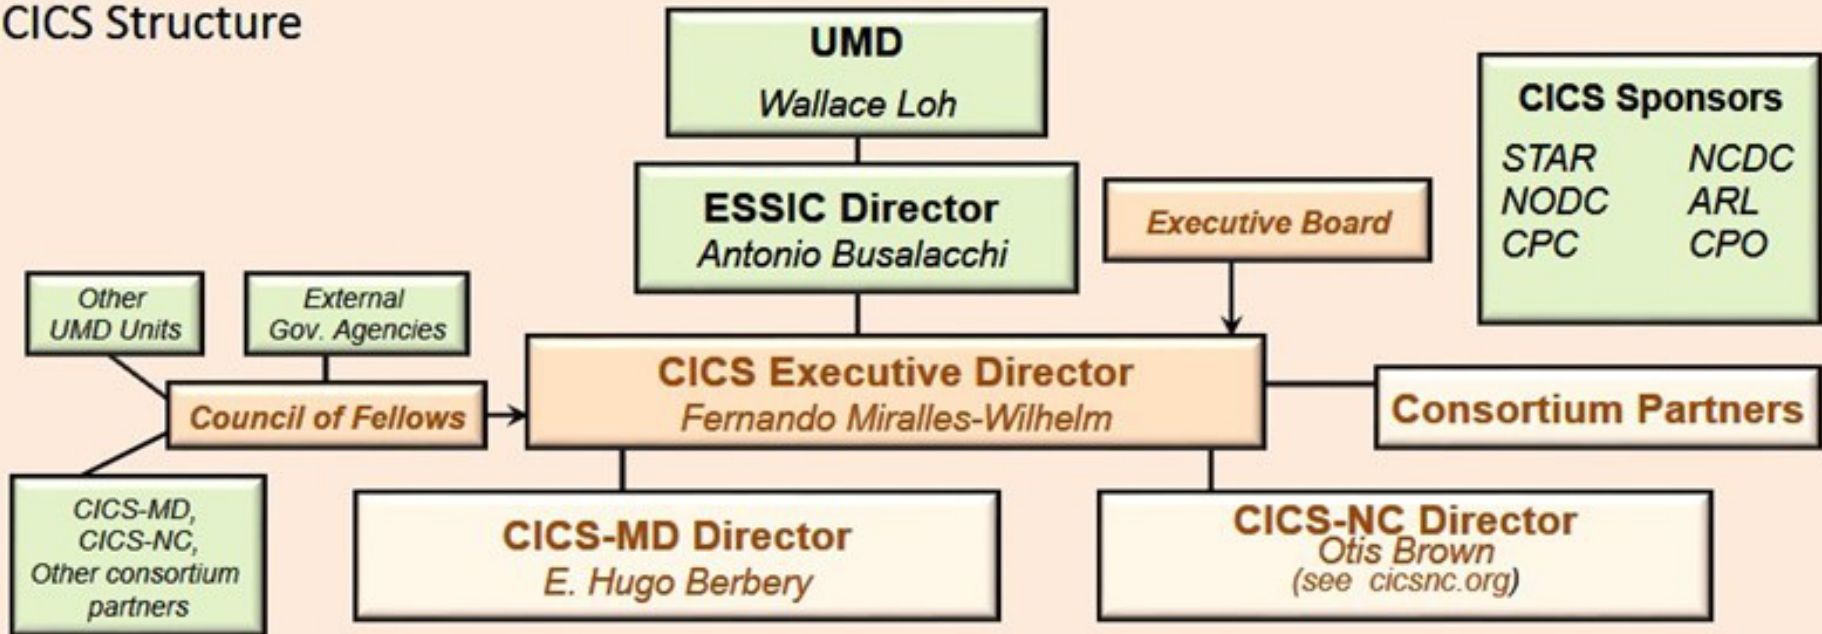 CICS Structure
UMD
Wallace Loh
CICS Sponsors
STAR NCDC
NODC ARL
CPC CPO
ESSIC Director
Antonio Busalacchi
Executive Board
Other
UMD Units
External
Gov. Agencies
Council of Fellows
CICS Executive Director
Fernando Miralles-Wilhelm
Consortium Partners
CICS-MD,
CICS-NC,
Other consortium
partners
CICS-MD Director
E. Hugo Berbery
CICS-NC Director
Otis Brown
(see cicsnc.org)